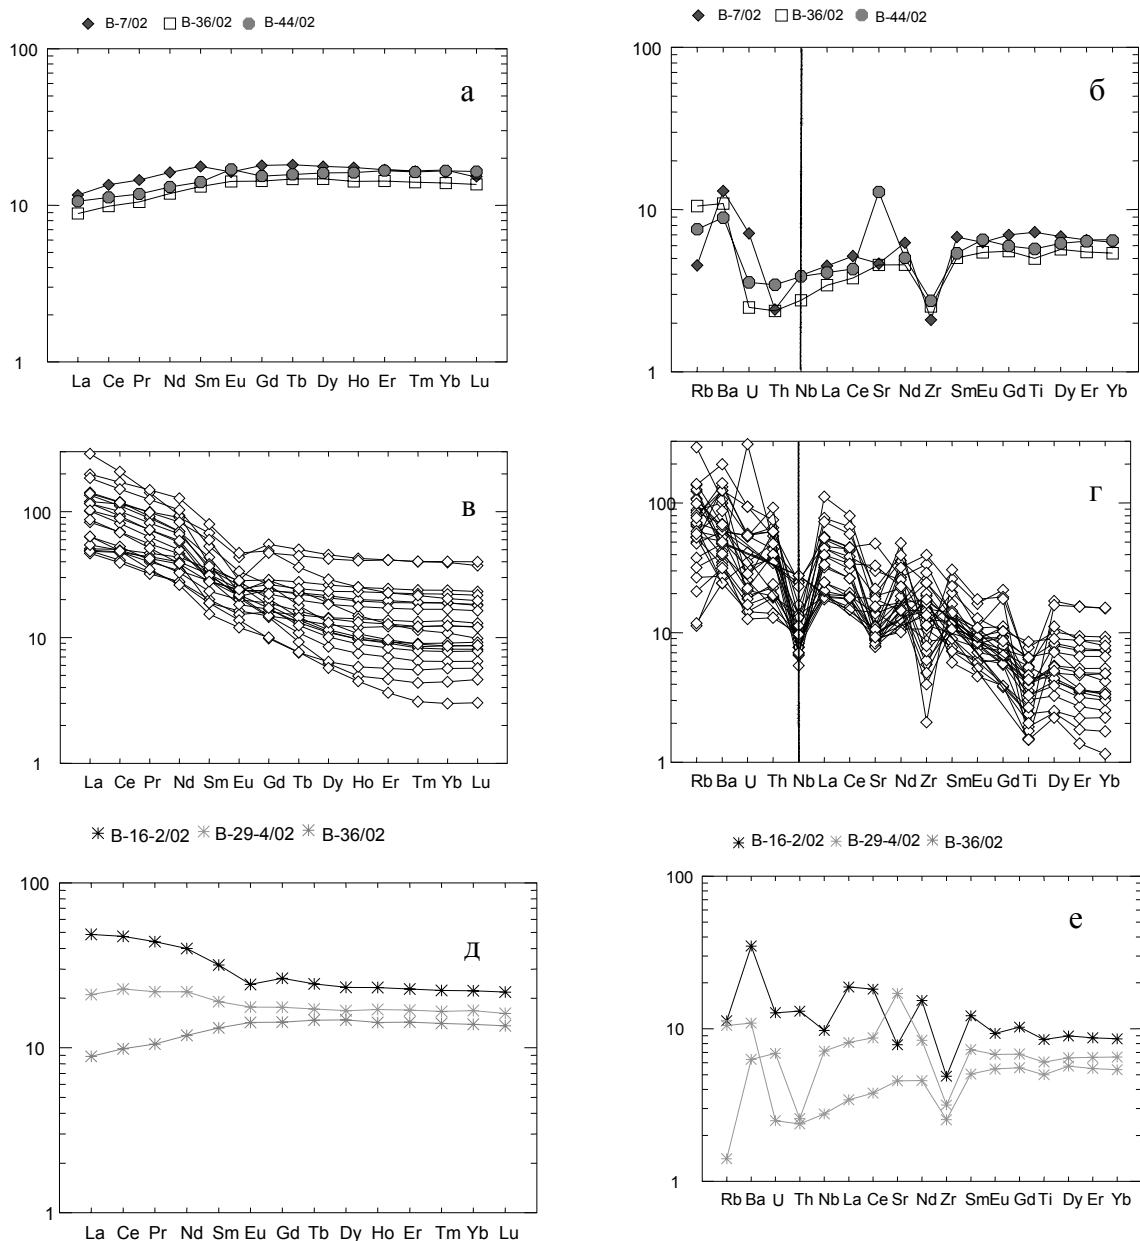 B-7/02 B-36/02 B-44/02
100
10
1
а
La Ce Pr Nd Sm Eu Gd Tb Dy Ho Er Tm Yb Lu
B-7/02 B-36/02 B-44/02
100
10
1
б
Rb Ba U Th Nb La Ce Sr Nd Zr Sm Eu Gd Ti Dy Er Yb
100
10
1
в
La Ce Pr Nd Sm Eu Gd Tb Dy Ho Er Tm Yb Lu
100
10
1
г
Rb Ba U Th Nb La Ce Sr Nd Zr Sm Eu Gd Ti Dy Er Yb
B-16-2/02 B-29-4/02 B-36/02
100
10
1
д
La Ce Pr Nd Sm Eu Gd Tb Dy Ho Er Tm Yb Lu
B-16-2/02 B-29-4/02 B-36/02
100
10
1
е
Rb Ba U Th Nb La Ce Sr Nd Zr Sm Eu Gd Ti Dy Er Yb